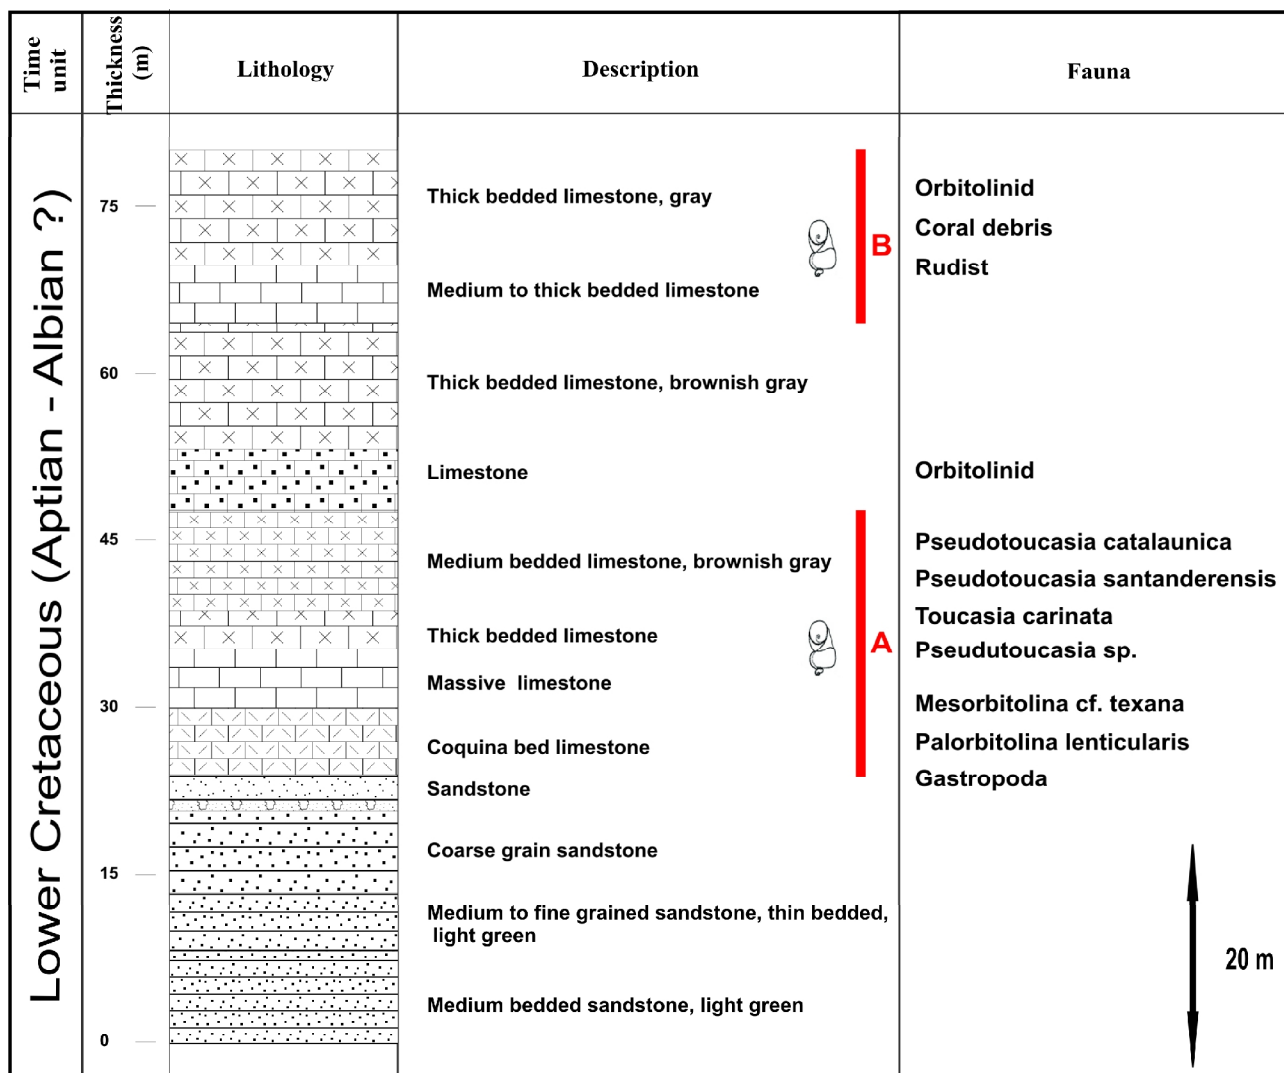 Time
unit
Thickness
(m)
Lithology
Description
Fauna
Lower Cretaceous (Aptian - Albian ?)
75
60
45
30
15
0
Thick bedded limestone, gray
Medium to thick bedded limestone
Thick bedded limestone, brownish gray
Limestone
Medium bedded limestone, brownish gray
Thick bedded limestone
Massive limestone
Coquina bed limestone
Sandstone
Coarse grain sandstone
Medium to fine grained sandstone, thin bedded,
light green
Medium bedded sandstone, light green
B
A
Orbitolinid
Coral debris
Rudist
Orbitolinid
Pseudotoucasia catalaunica
Pseudotoucasia santanderensis
Toucasia carinata
Pseudutoucasia sp.
Mesorbitolina cf. texana
Palorbitolina lenticularis
Gastropoda
20 m